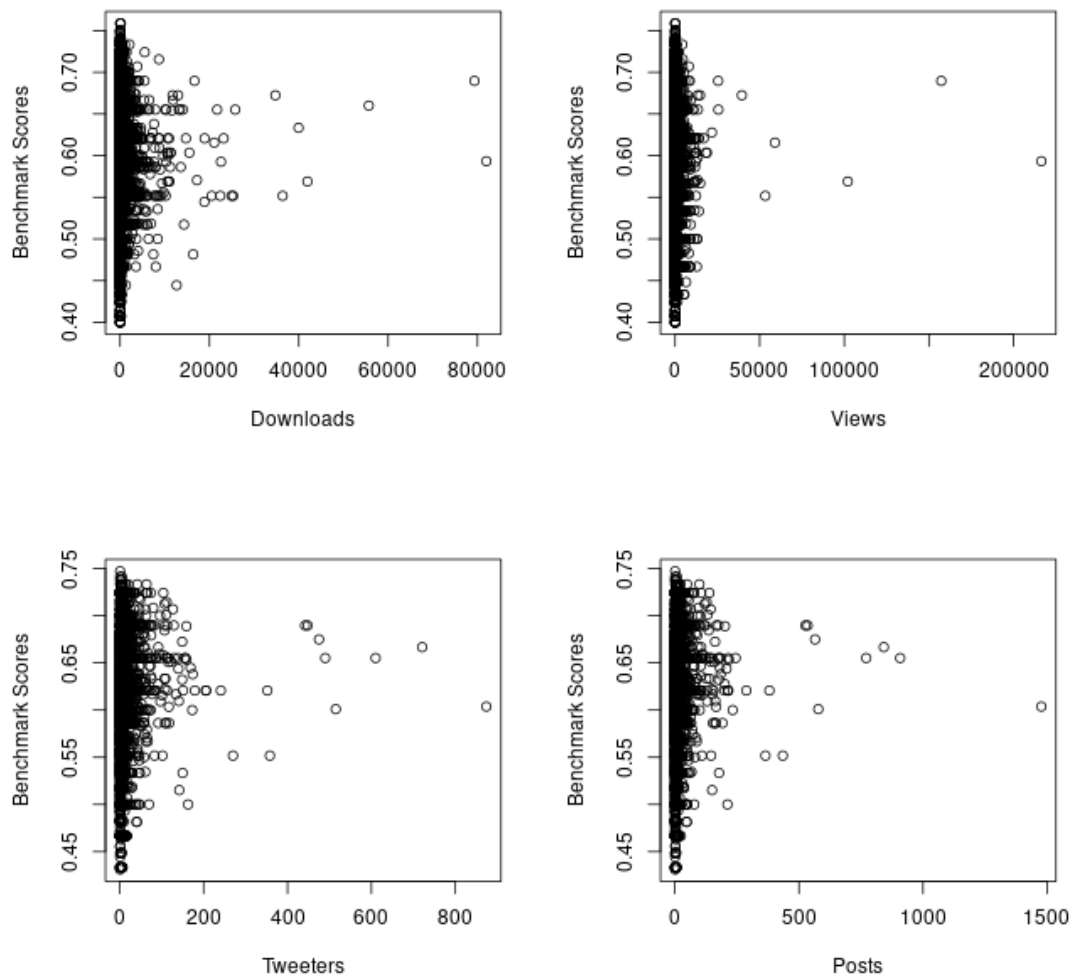 Benchmark Scores
0.40 0.50 0.60 0.70
0 20000 40000 60000 80000
Downloads
Benchmark Scores
0.40 0.50 0.60 0.70
0 50000 100000 200000
Views
Benchmark Scores
0.45 0.55 0.65 0.75
0 200 400 600 800
Tweeters
Benchmark Scores
0.45 0.55 0.65 0.75
0 500 1000 1500
Posts